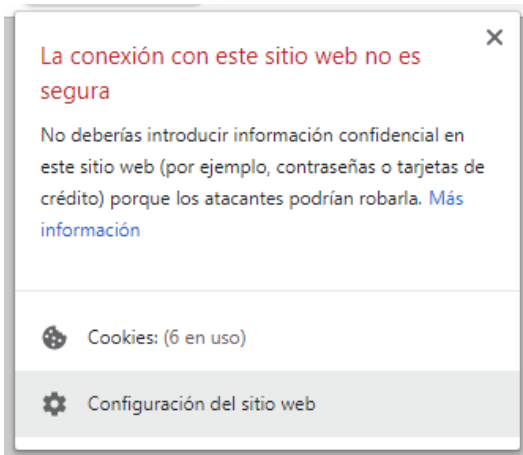 La conexión con este sitio web no es
segura
No deberías introducir información confidencial en
este sitio web (por ejemplo, contraseñas o tarjetas de
crédito) porque los atacantes podrían robarla. Más
información
Cookies: (6 en uso)
Configuración del sitio web